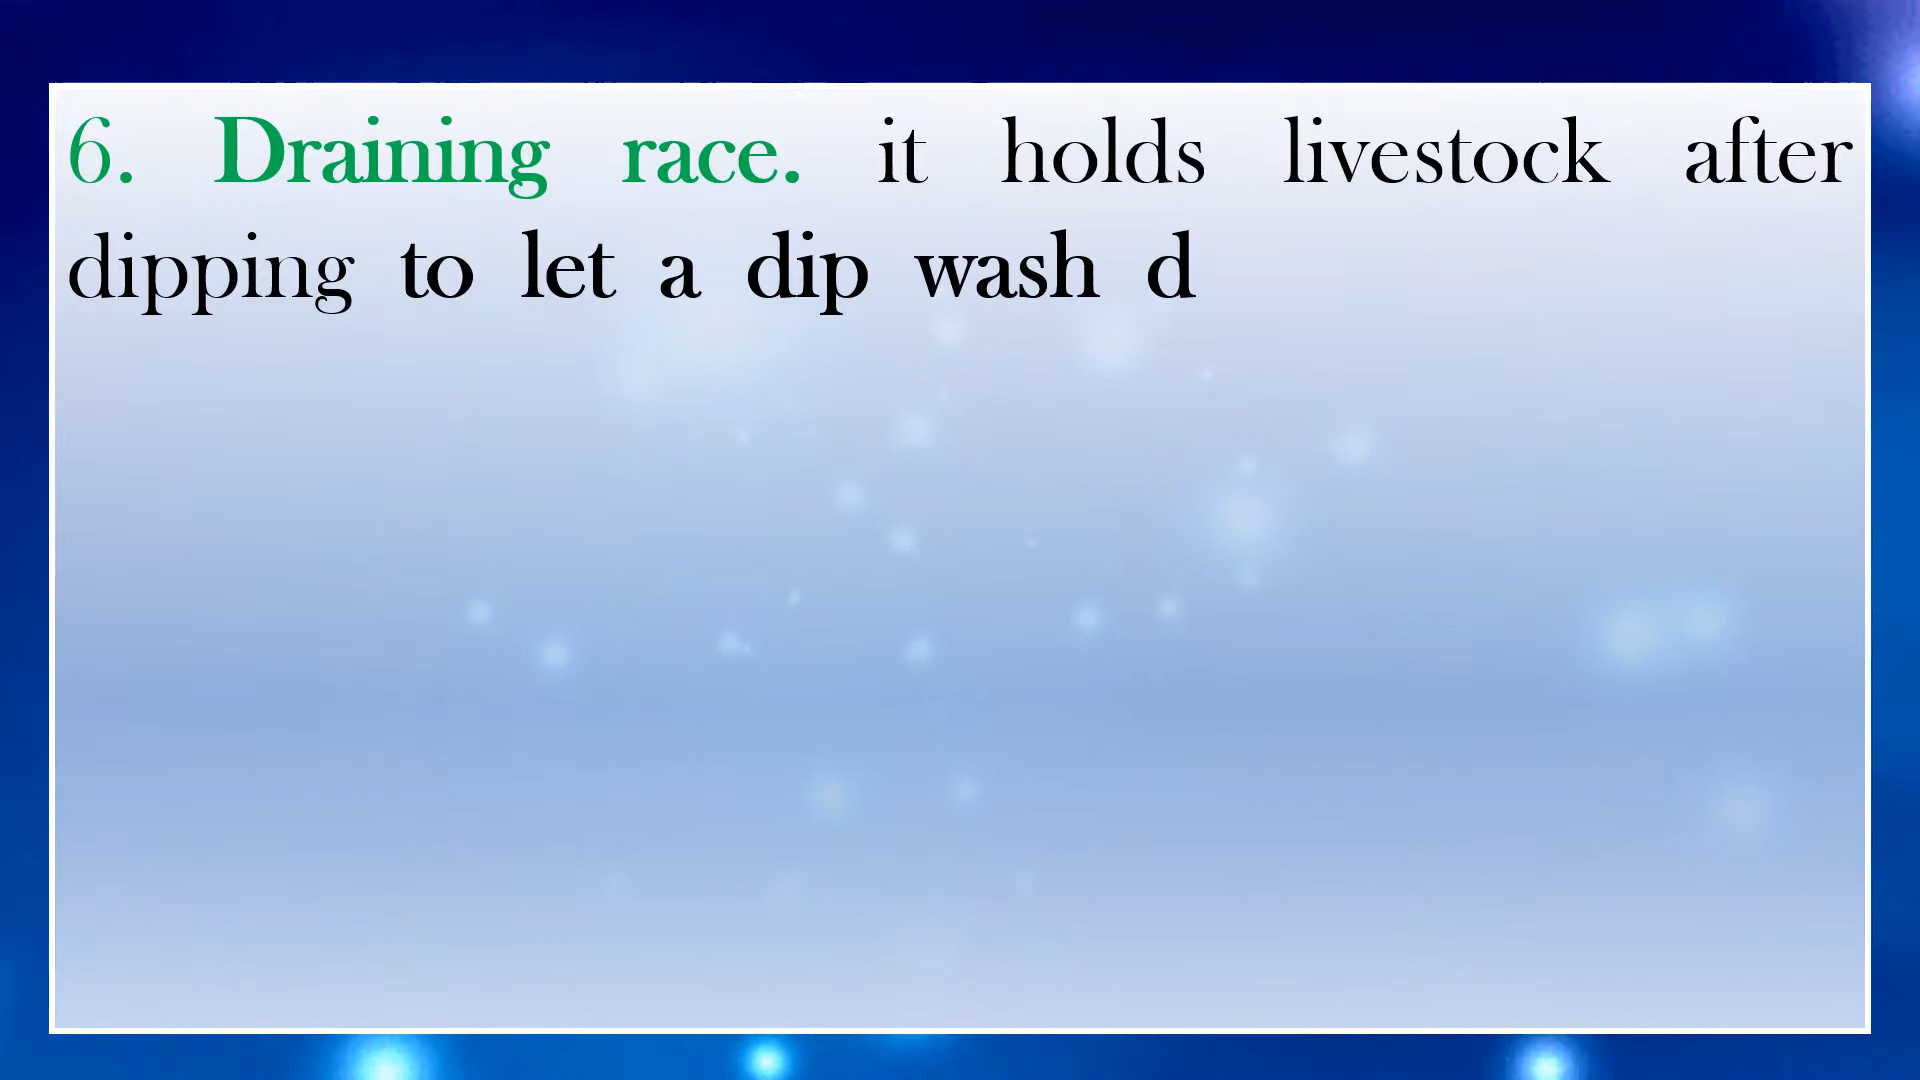 6. Draining race. it holds livestock after
dipping to let a dip wash d